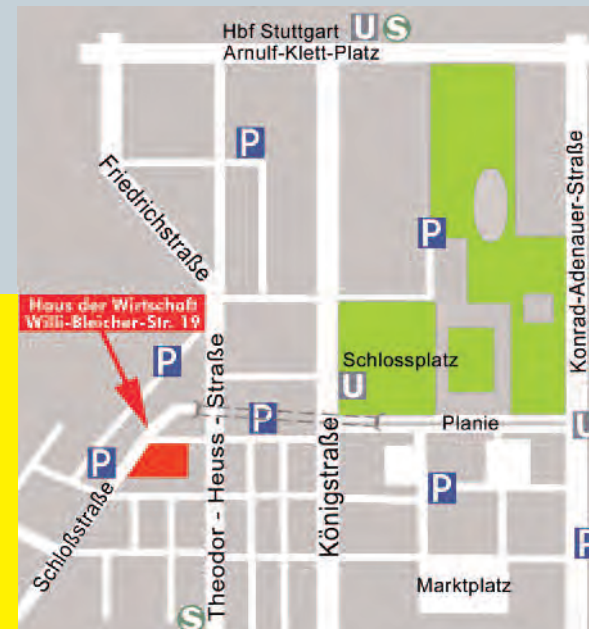 Hbf Stuttgart U S
Arnulf-Klett-Platz
P
Friedrichstraße
P
Konrad-Adenauer-Straße
Haus der Wirtschaft
Willi-Bleicher-Str. 19
P
Schlossplatz
U
P
Planie
U
P
Schloßstraße
Theodor - Heuss - Straße
Königstraße
P
P
Marktplatz
S